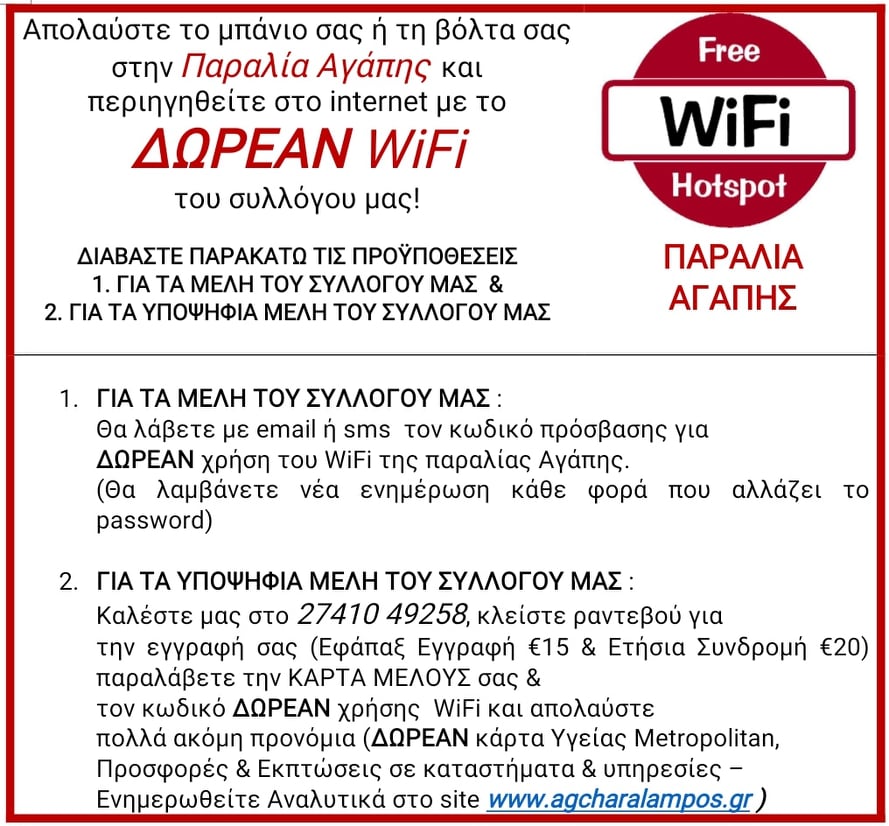 Απολαύστε το μπάνιο σας ή τη βόλτα σας
στην Παραλία Αγάπης και
περιηγηθείτε στο internet με το
ΔΩΡΕΑΝ WiFi
του συλλόγου μας!
ΔΙΑΒΑΣΤΕ ΠΑΡΑΚΑΤΩ ΤΙΣ ΠΡΟΫΠΟΘΕΣΕΙΣ
1. ΓΙΑ ΤΑ ΜΕΛΗ ΤΟΥ ΣΥΛΛΟΓΟΥ ΜΑΣ &
2. ΓΙΑ ΤΑ ΥΠΟΨΗΦΙΑ ΜΕΛΗ ΤΟΥ ΣΥΛΛΟΓΟΥ ΜΑΣ
Free
WiFi
Hotspot
ΠΑΡΑΛΙΑ
ΑΓΑΠΗΣ
1. ΓΙΑ ΤΑ ΜΕΛΗ ΤΟΥ ΣΥΛΛΟΓΟΥ ΜΑΣ :
Θα λάβετε με email ή sms τον κωδικό πρόσβασης για
ΔΩΡΕΑΝ χρήση του WiFi της παραλίας Αγάπης.
(Θα λαμβάνετε νέα ενημέρωση κάθε φορά που αλλάζει το
password)
2. ΓΙΑ ΤΑ ΥΠΟΨΗΦΙΑ ΜΕΛΗ ΤΟΥ ΣΥΛΛΟΓΟΥ ΜΑΣ :
Καλέστε μας στο 27410 49258, κλείστε ραντεβού για
την εγγραφή σας (Εφάπαξ Εγγραφή €15 & Ετήσια Συνδρομή €20)
παραλάβετε την ΚΑΡΤΑ ΜΕΛΟΥΣ σας &
τον κωδικό ΔΩΡΕΑΝ χρήσης WiFi και απολαύστε
πολλά ακόμη προνόμια (ΔΩΡΕΑΝ κάρτα Υγείας Metropolitan,
Προσφορές & Εκπτώσεις σε καταστήματα & υπηρεσίες –
Ενημερωθείτε Αναλυτικά στο site www.agcharalampos.gr )